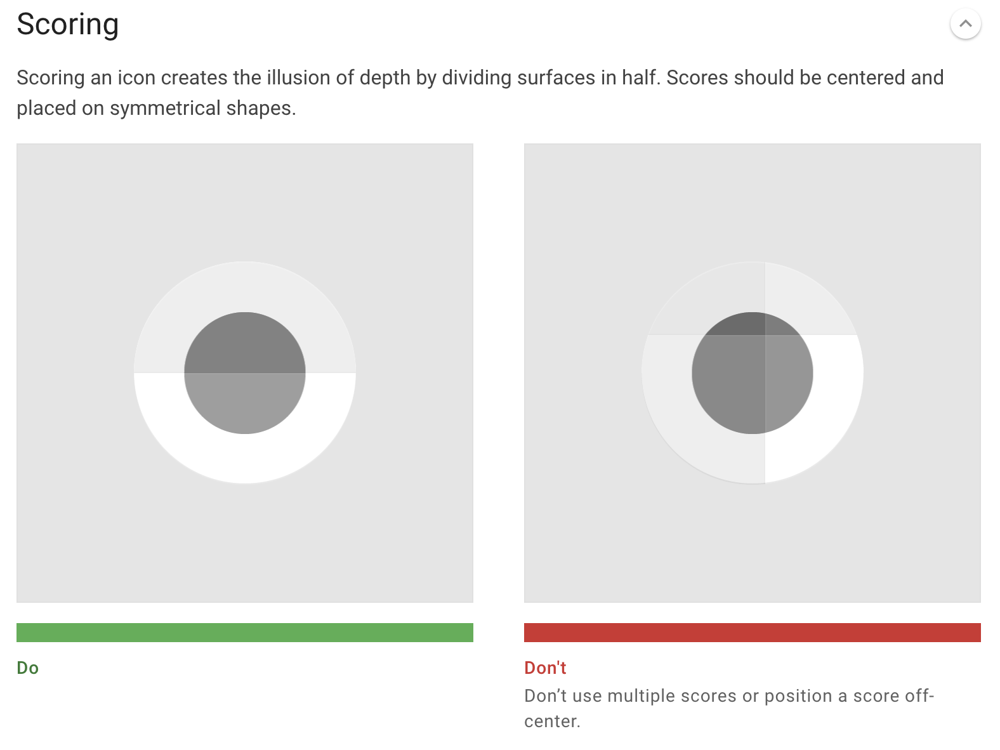 Scoring
Scoring an icon creates the illusion of depth by dividing surfaces in half. Scores should be centered and
placed on symmetrical shapes.
Do
Don't
Don’t use multiple scores or position a score off-
center.